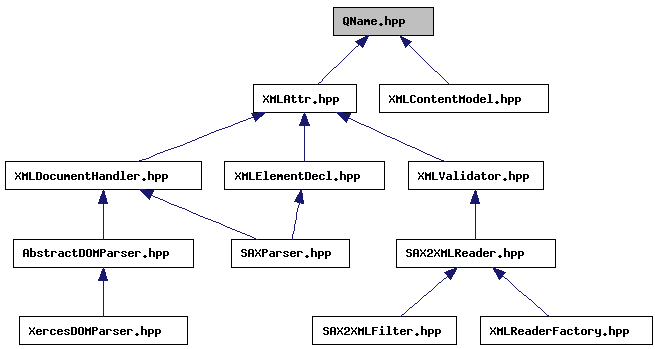 QName.hpp
XMLAttr.hpp
XMLContentModel.hpp
XMLDocumentHandler.hpp
XMLElementDecl.hpp
XMLValidator.hpp
AbstractDOMParser.hpp
SAXParser.hpp
SAX2XMLReader.hpp
XercesDOMParser.hpp
SAX2XMLFilter.hpp
XMLReaderFactory.hpp